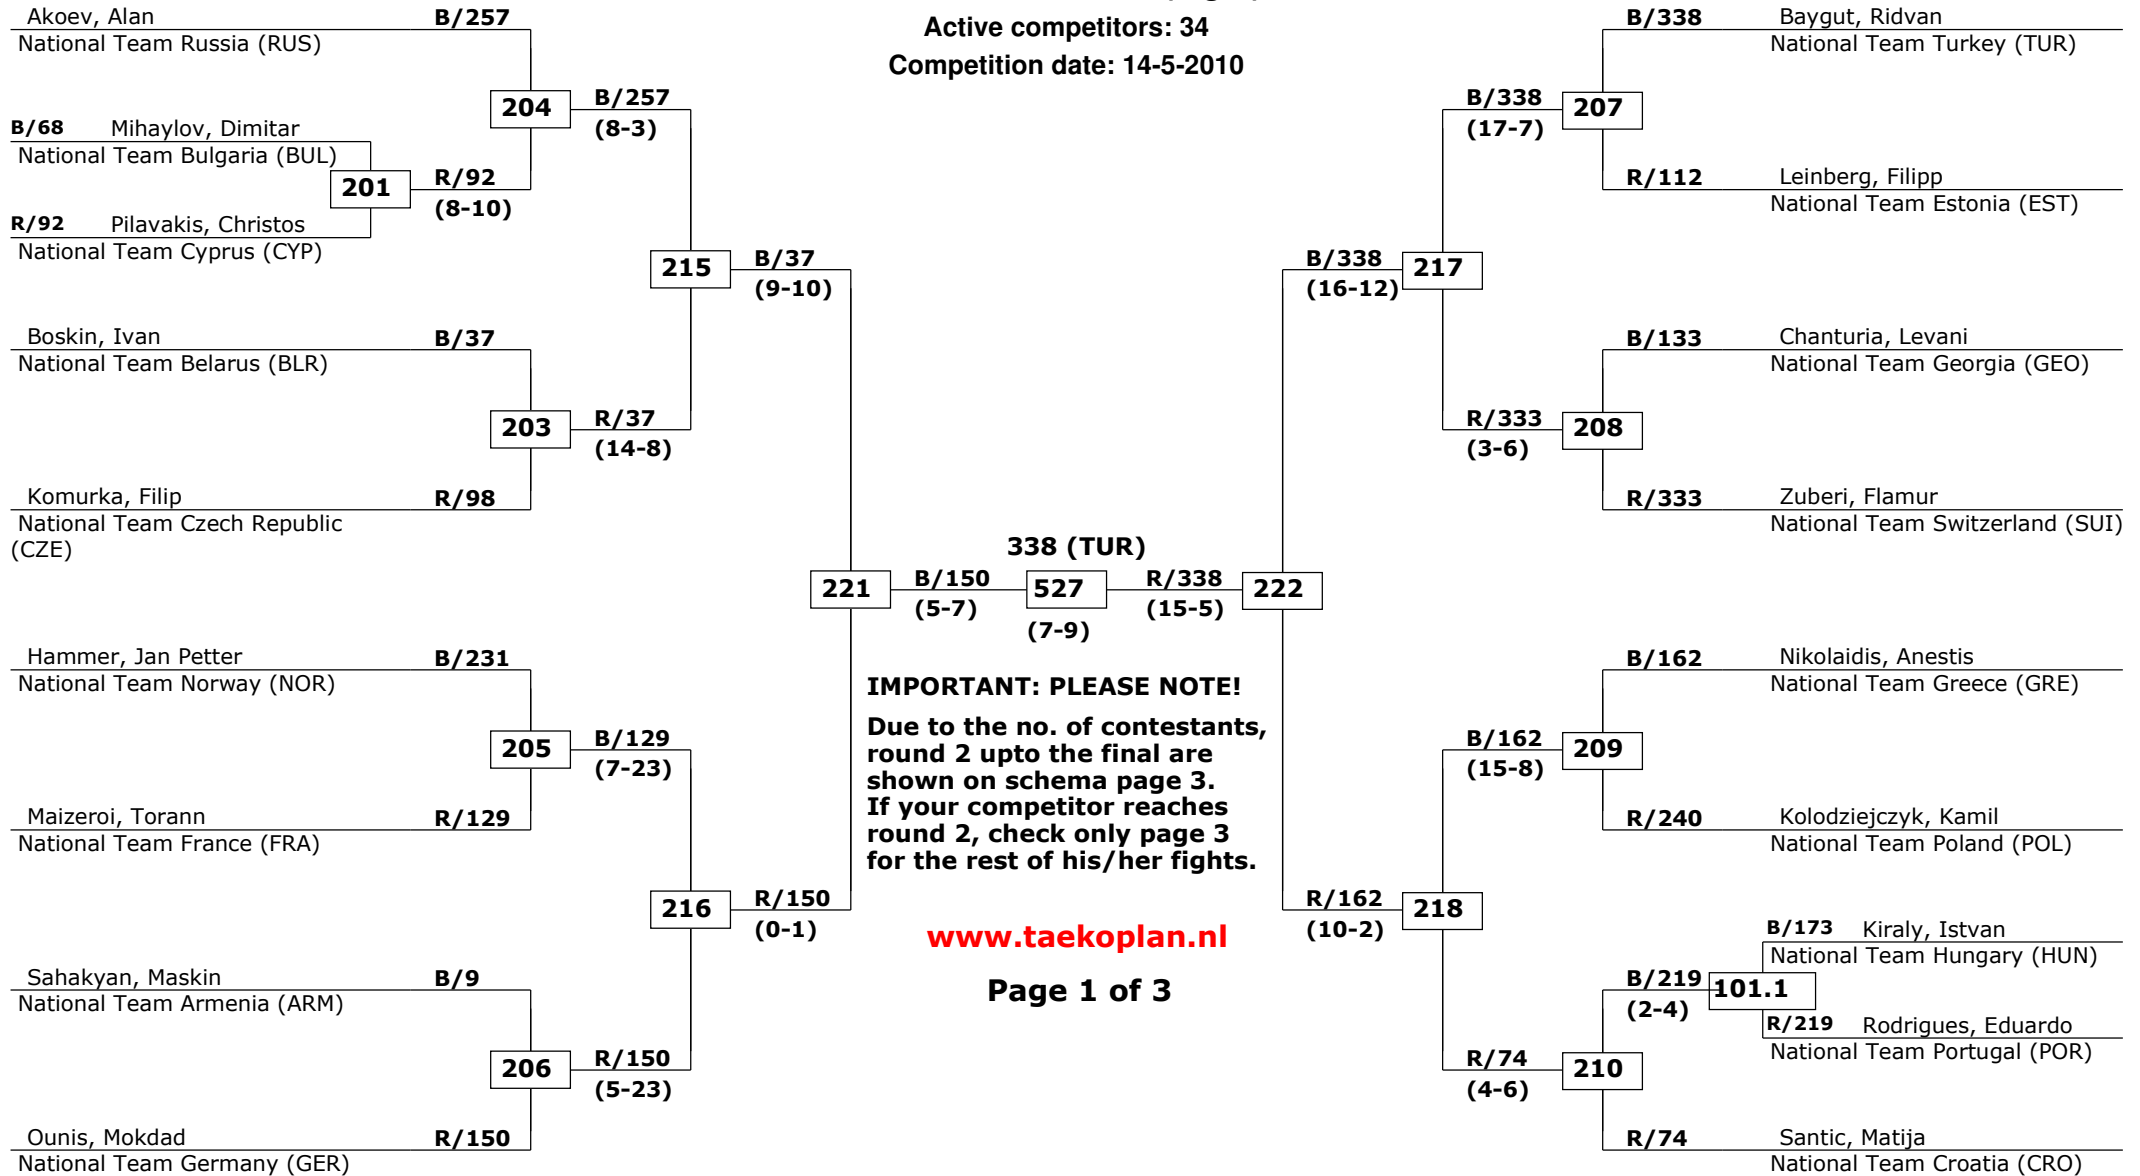 Active competitors: 34
Competition date: 14-5-2010
Akoev, Alan B/257
National Team Russia (RUS)
204
B/257
(8-3)
B/68 Mihaylov, Dimitar
National Team Bulgaria (BUL)
201
R/92
(8-10)
R/92 Pilavakis, Christos
National Team Cyprus (CYP)
215
B/37
(9-10)
Boskin, Ivan B/37
National Team Belarus (BLR)
203
R/37
(14-8)
Komurka, Filip R/98
National Team Czech Republic
(CZE)
221
B/150
(5-7)
338 (TUR)
527
(7-9)
R/338
(15-5)
222
Hammer, Jan Petter B/231
National Team Norway (NOR)
205
B/129
(7-23)
Maizeroi, Torann R/129
National Team France (FRA)
216
R/150
(0-1)
Sahakyan, Maskin B/9
National Team Armenia (ARM)
206
R/150
(5-23)
Ounis, Mokdad R/150
National Team Germany (GER)
IMPORTANT: PLEASE NOTE!
Due to the no. of contestants,
round 2 upto the final are
shown on schema page 3.
If your competitor reaches
round 2, check only page 3
for the rest of his/her fights.
www.taekoplan.nl
Page 1 of 3
B/338 Baygut, Ridvan
National Team Turkey (TUR)
B/338
(17-7)
207
R/112 Leinberg, Filipp
National Team Estonia (EST)
B/338
(16-12)
217
B/133 Chanturia, Levani
National Team Georgia (GEO)
R/333
(3-6)
208
R/333 Zuberi, Flamur
National Team Switzerland (SUI)
B/162 Nikolaidis, Anestis
National Team Greece (GRE)
B/162
(15-8)
209
R/240 Kolodziejczyk, Kamil
National Team Poland (POL)
R/162
(10-2)
218
B/173 Kiraly, Istvan
National Team Hungary (HUN)
B/219
(2-4)
101.1
R/219 Rodrigues, Eduardo
National Team Portugal (POR)
R/74
(4-6)
210
R/74 Santic, Matija
National Team Croatia (CRO)